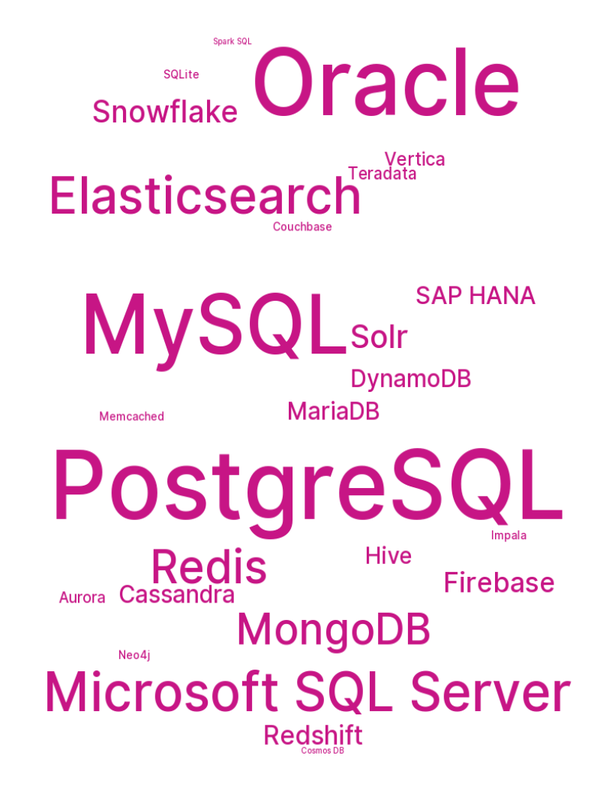 Spark SQL
Oracle
SQLite
Snowflake
Vertica
Teradata
Elasticsearch
Couchbase
SAP HANA
MySQL
Solr
DynamoDB
MariaDB
Memcached
PostgreSQL
Impala
Hive
Redis
Firebase
Cassandra
Aurora
MongoDB
Neo4j
Microsoft SQL Server
Redshift
Cosmos DB